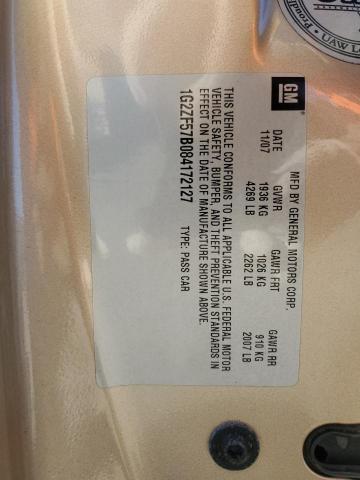 GM
MFD BY GENERAL MOTORS CORP.
DATE GVWR GAWR FRT GAWR RR
11/07 1936 KG 1026 KG 910 KG
4269 LB 2262 LB 2007 LB
THIS VEHICLE CONFORMS TO ALL APPLICABLE U.S. FEDERAL MOTOR
VEHICLE SAFETY, BUMPER, AND THEFT PREVENTION STANDARDS IN
EFFECT ON THE DATE OF MANUFACTURE SHOWN ABOVE.
1G2ZF57B084172127 TYPE: PASS CAR
Proudly
UAW